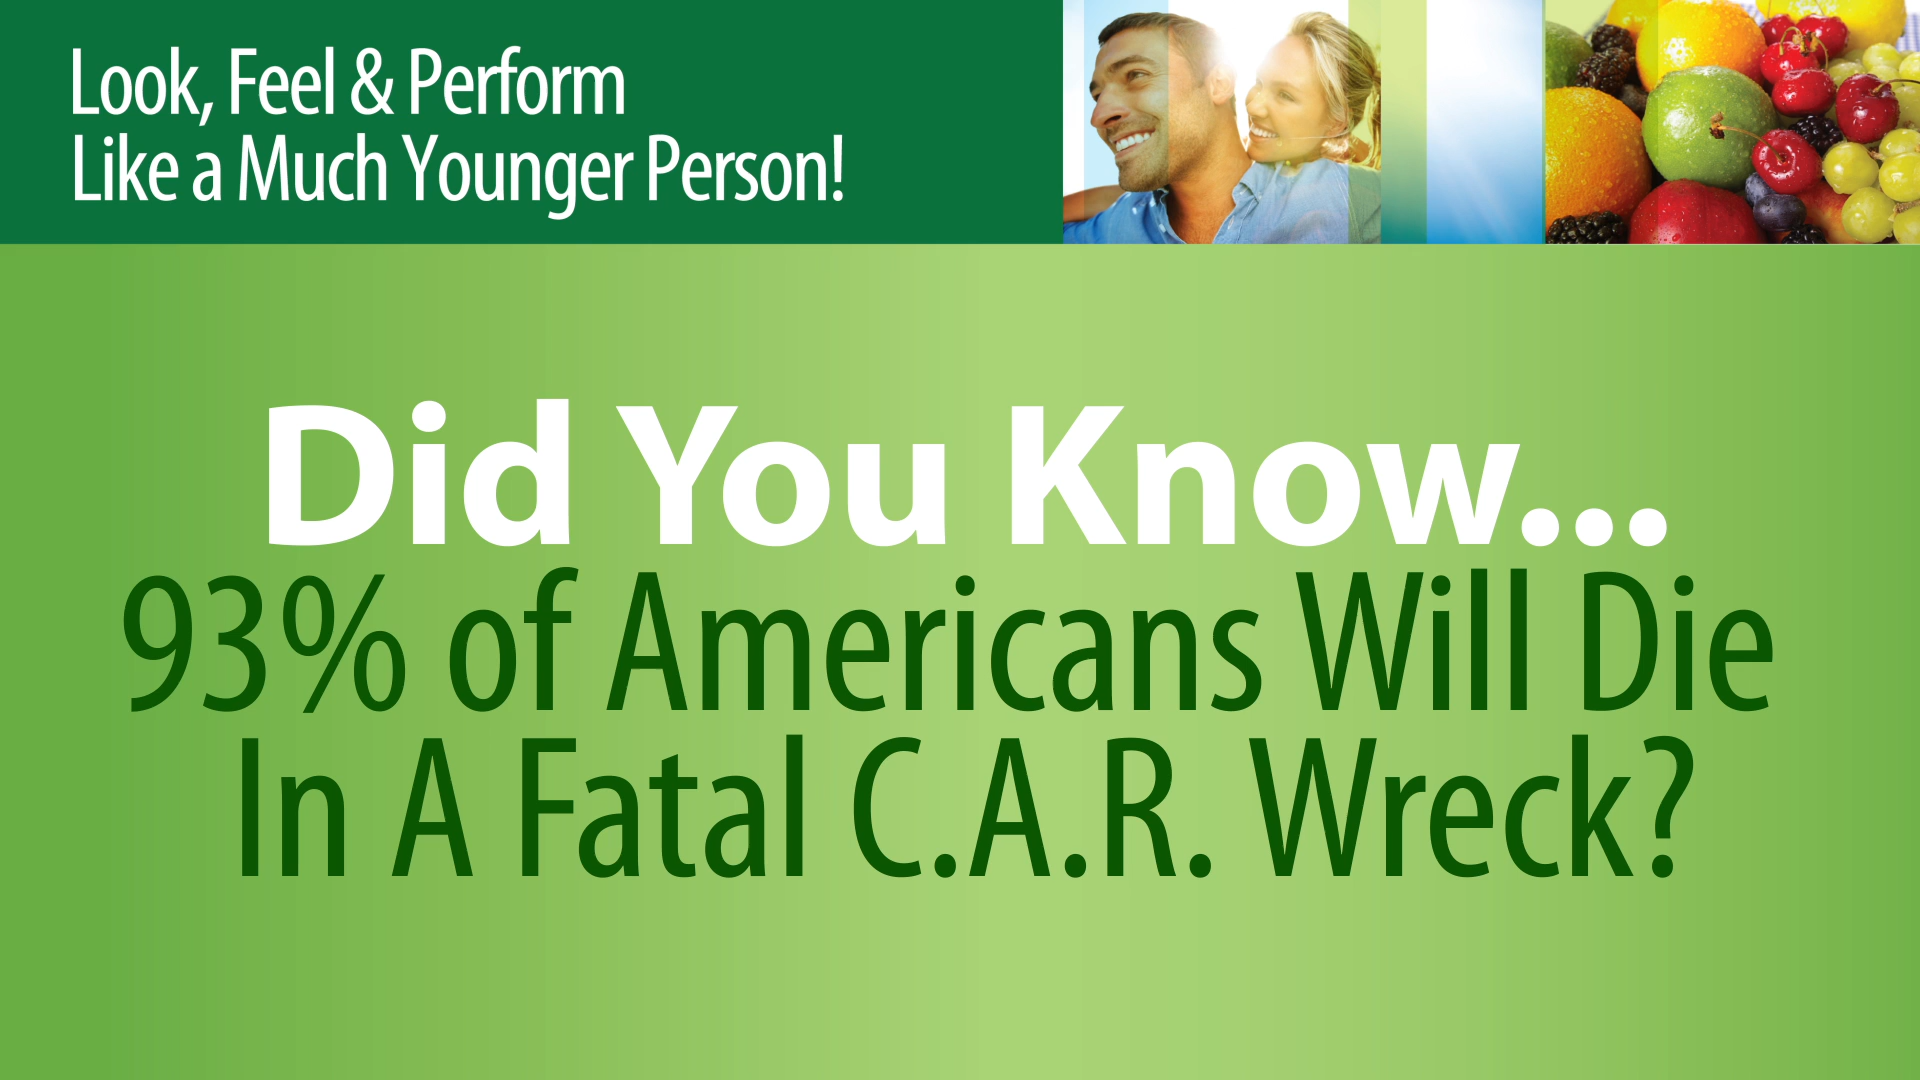 Look, Feel & Perform
Like a Much Younger Person!
Did You Know...
93% of Americans Will Die
In A Fatal C.A.R. Wreck?